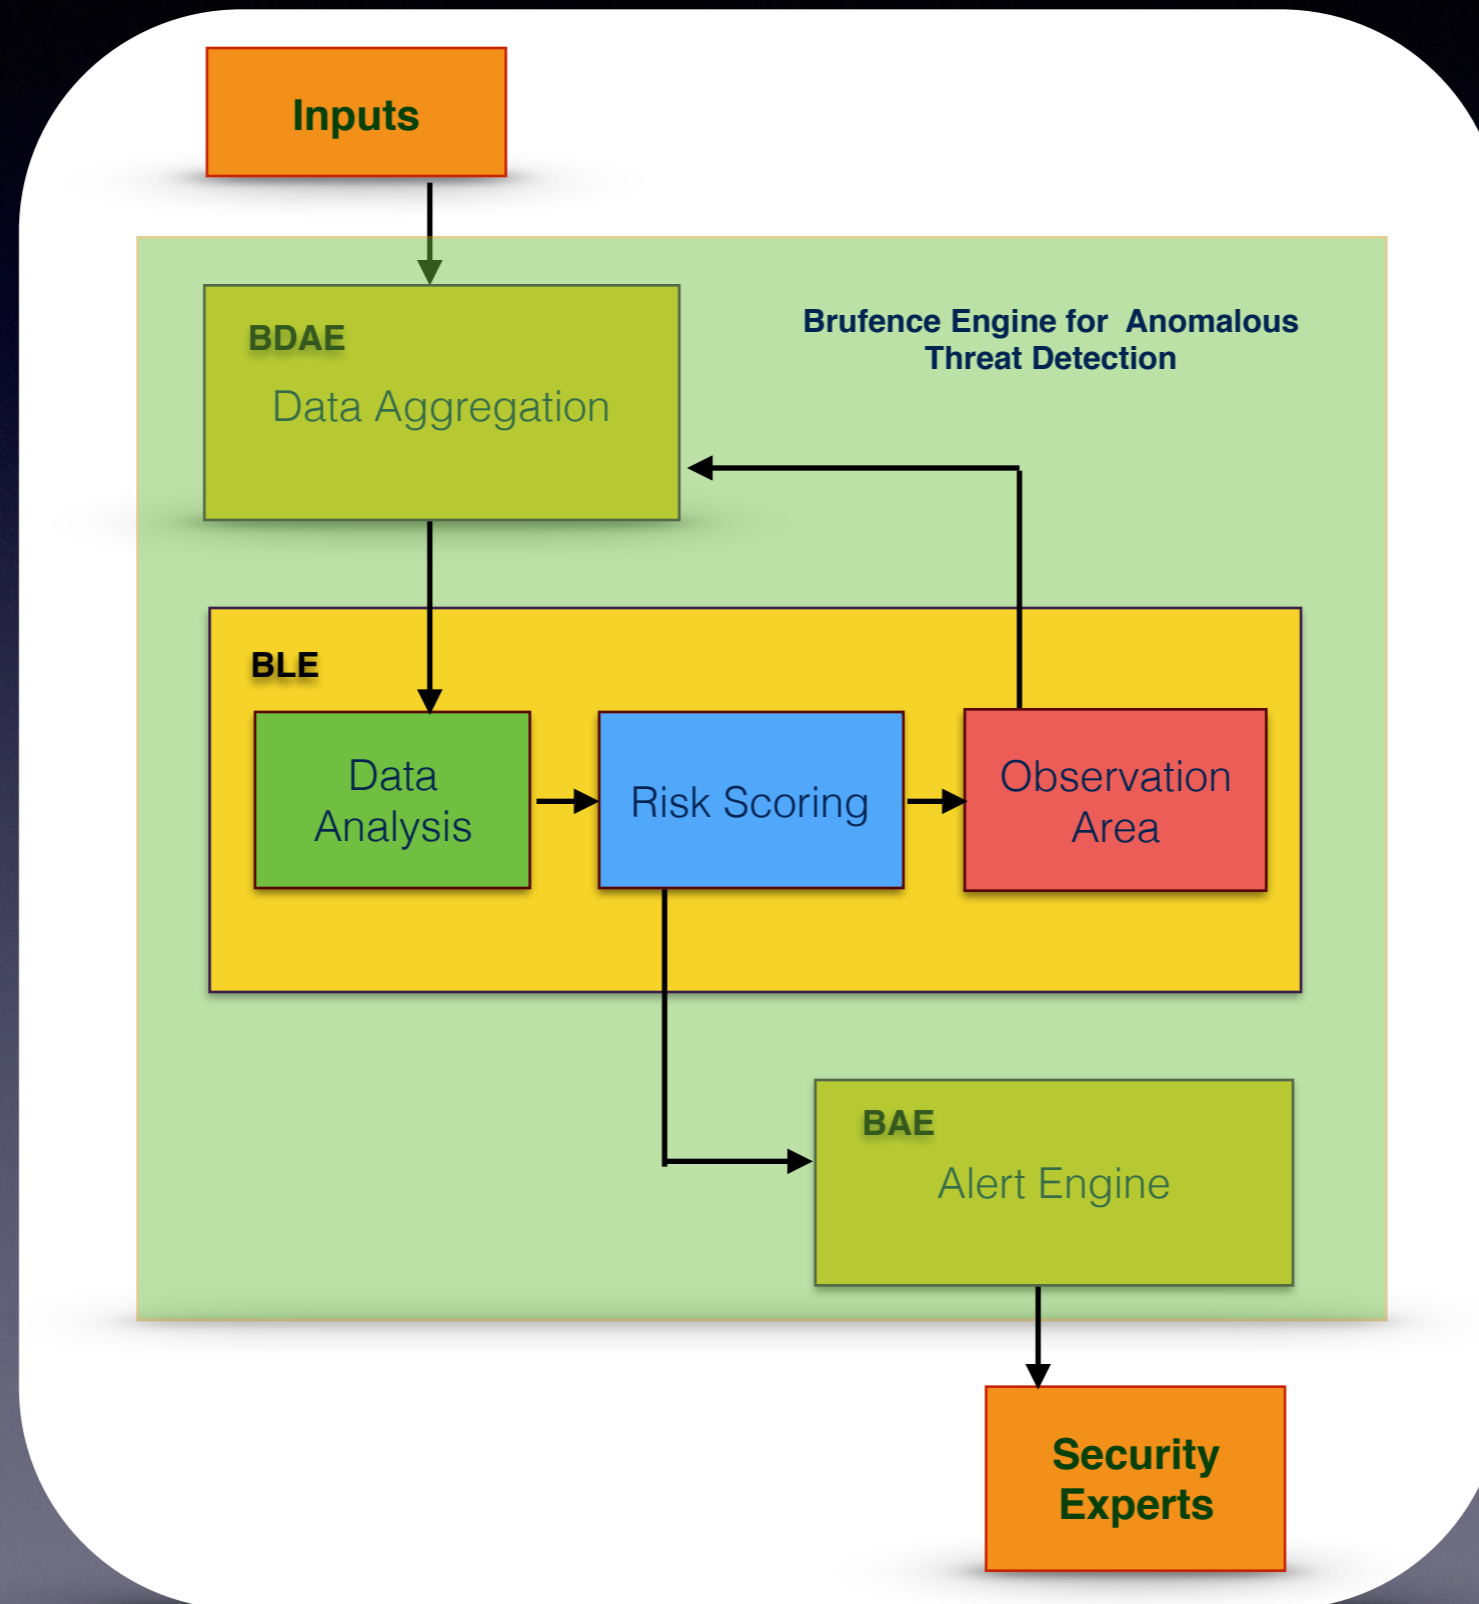 Inputs
BDAE
Data Aggregation
Brufence Engine for Anomalous
Threat Detection
BLE
Data
Analysis
Risk Scoring
Observation
Area
BAE
Alert Engine
Security
Experts